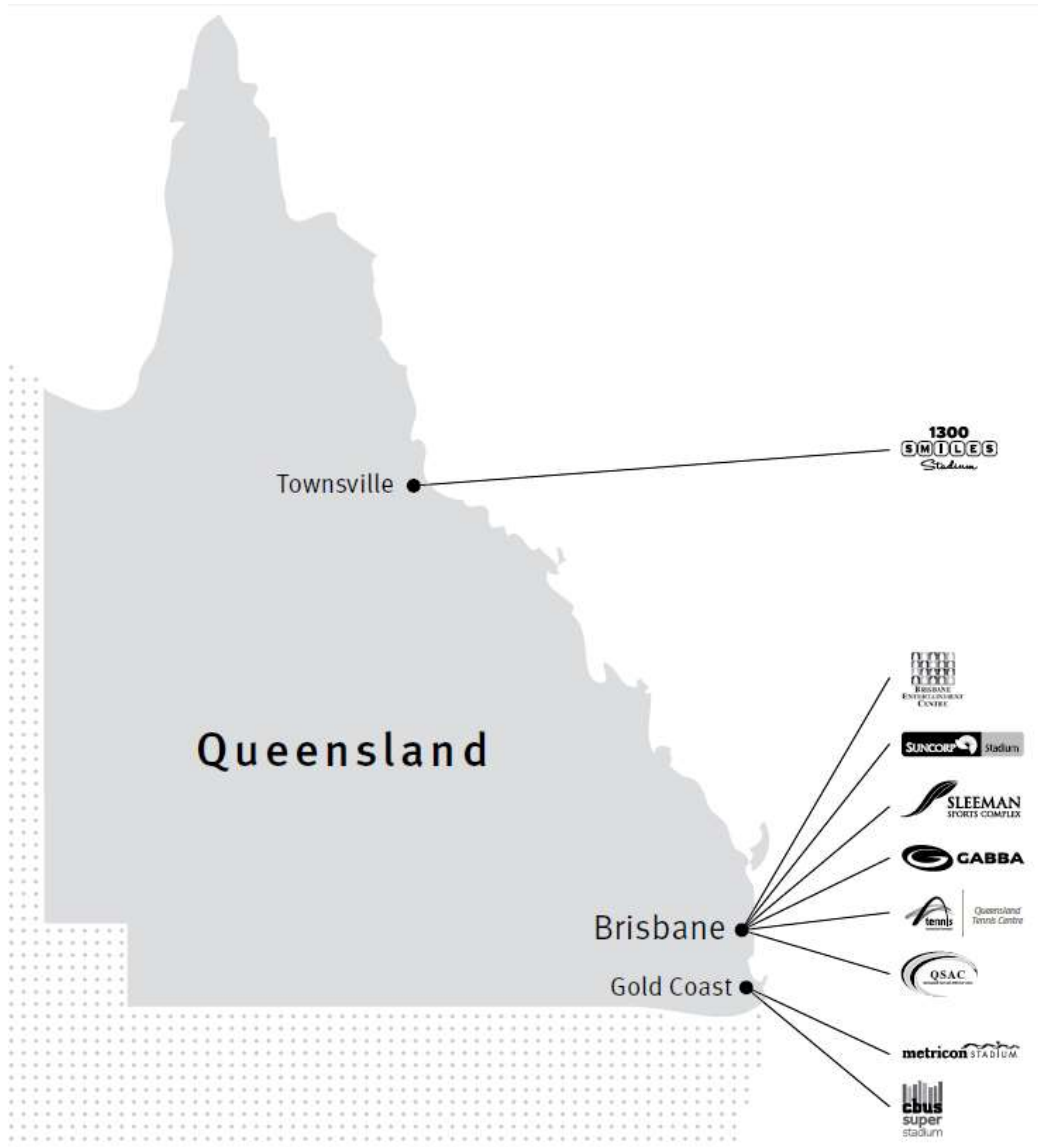 1300
SMILES
Stadium
Townsville
BRISBANE
ENTERTAINMENT
CENTRE
Queensland
SUNCORP Stadium
SLEEMAN
SPORTS COMPLEX
GABBA
tennis
Queensland
Tennis Centre
Brisbane
QSAC
Gold Coast
metricon STADIUM
cbus
super
stadium